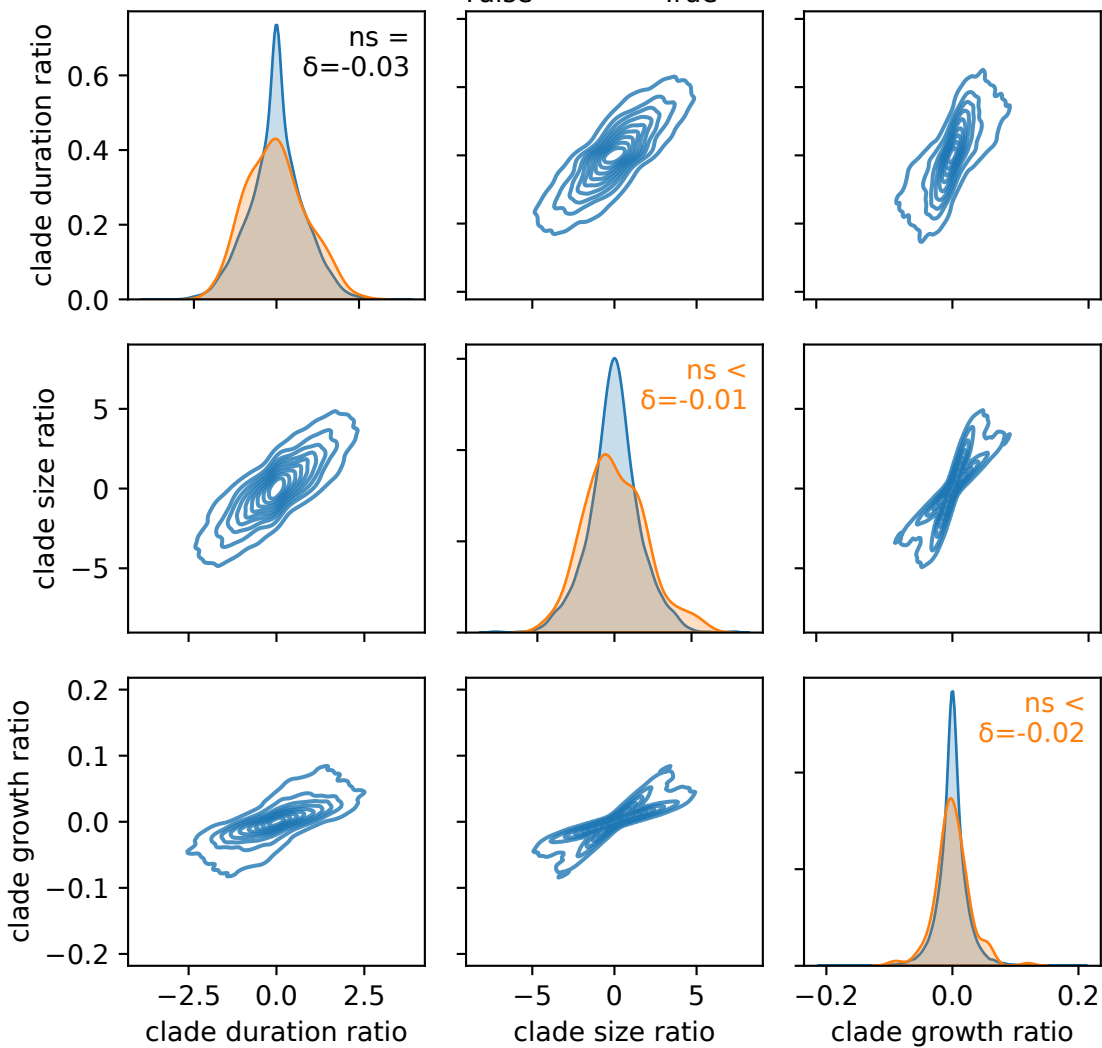 True
clade duration ratio
0.6
0.4
0.2
0.0
ns =
δ=-0.03
clade size ratio
5
0
−5
ns <
δ=-0.01
clade growth ratio
0.2
0.1
0.0
−0.1
−0.2
ns <
δ=-0.02
−2.5 0.0 2.5
−5 0 5
−0.2 0.0 0.2
clade duration ratio
clade size ratio
clade growth ratio